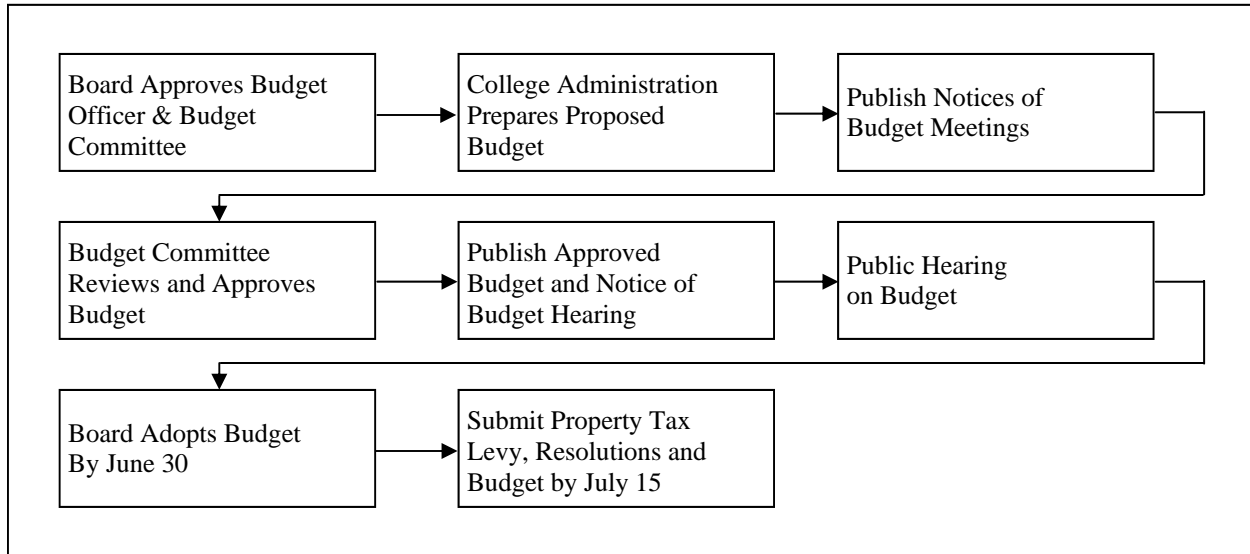 Board Approves Budget
Officer & Budget
Committee
College Administration
Prepares Proposed
Budget
Publish Notices of
Budget Meetings
Budget Committee
Reviews and Approves
Budget
Publish Approved
Budget and Notice of
Budget Hearing
Public Hearing
on Budget
Board Adopts Budget
By June 30
Submit Property Tax
Levy, Resolutions and
Budget by July 15